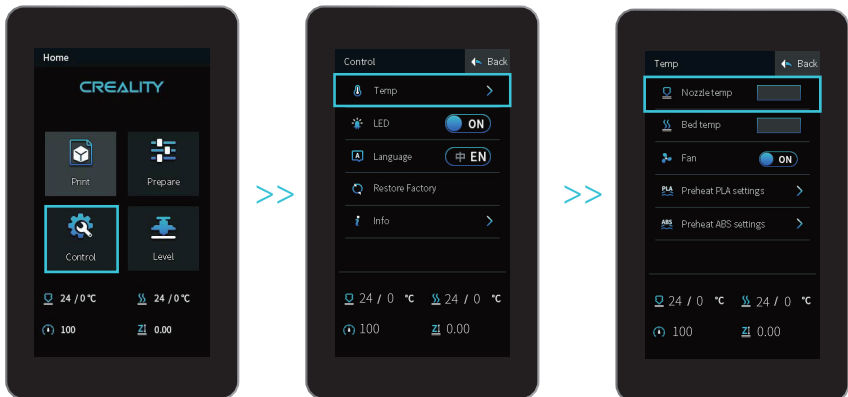 Home
CREALITY
Print Prepare
Control Level
24 / 0 ℃ 24 / 0 ℃
100 0.00
>>
Control Back
Temp
LED ON
A Language 中 EN
Restore Factory
i Info
24 / 0 ℃ 24 / 0 ℃
100 0.00
>>
Temp Back
Nozzle temp
Bed temp
Fan ON
PLA Preheat PLA settings
ABS Preheat ABS settings
24 / 0 ℃ 24 / 0 ℃
100 0.00